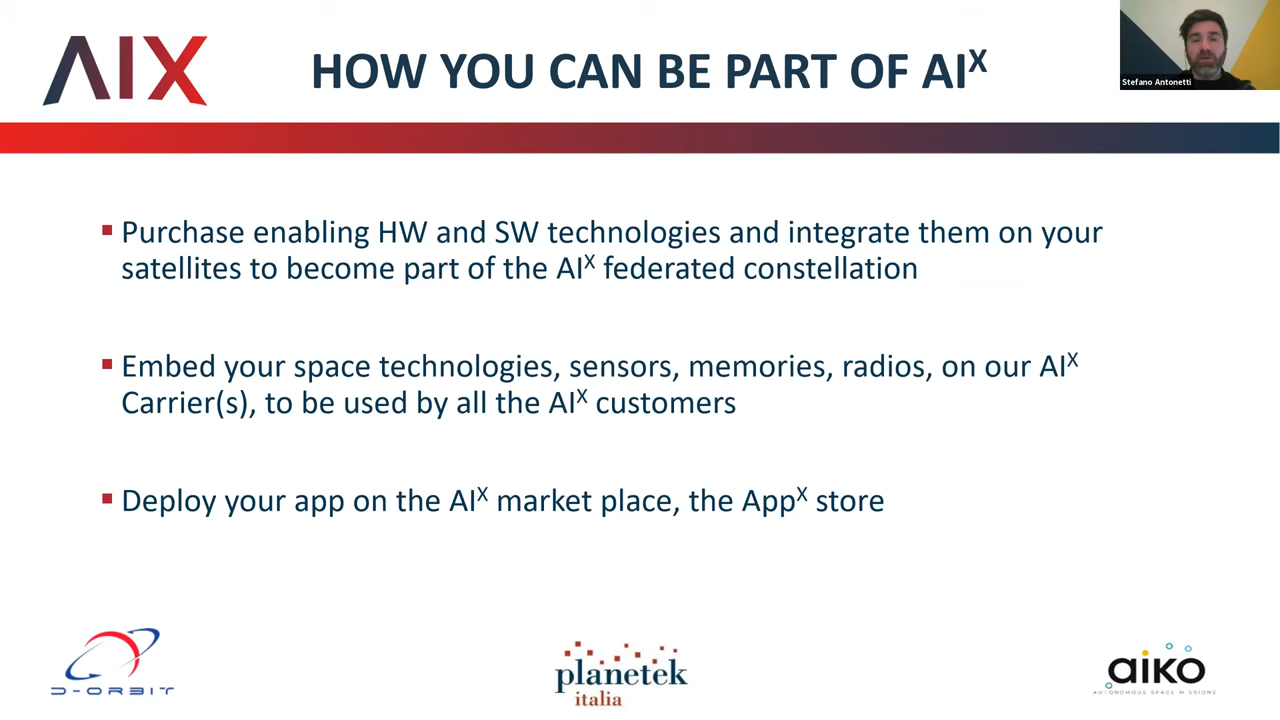 AIX
HOW YOU CAN BE PART OF AIX
Stefano Antonetti
▪ Purchase enabling HW and SW technologies and integrate them on your
satellites to become part of the AIX federated constellation
▪ Embed your space technologies, sensors, memories, radios, on our AIX
Carrier(s), to be used by all the AIX customers
▪ Deploy your app on the AIX market place, the AppX store
D-ORBIT
planetek
italia
aiko
AUTONOMOUS SPACE MISSIONS